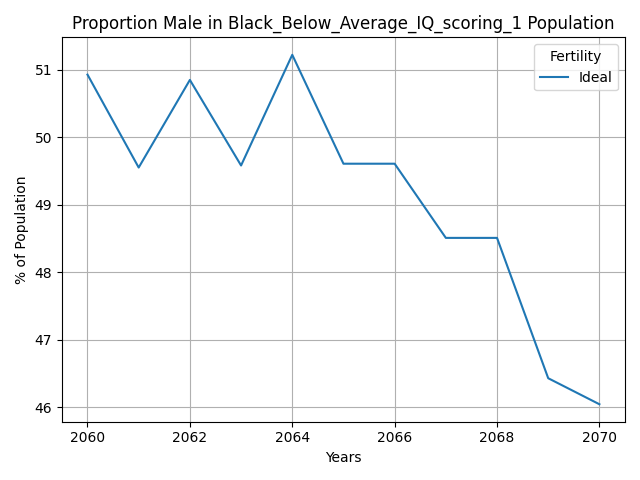 Proportion Male in Black_Below_Average_IQ_scoring_1 Population
Fertility
Ideal
% of Population
51
50
49
48
47
46
2060
2062
2064
2066
2068
2070
Years